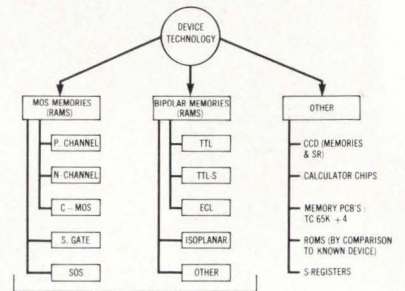 DEVICE
TECHNOLOGY
MOS MEMORIES
(RAMS)
P. CHANNEL
N CHANNEL
C-MOS
S. GATE
SOS
BIPOLAR MEMORIES
(RAMS)
TTL
TTL-S
ECL
ISOPLANAR
OTHER
OTHER
CCD (MEMORIES
& SR)
CALCULATOR CHIPS
MEMORY PCB'S :
TC 65K + 4
ROMS (BY COMPARISON
TO KNOWN DEVICE)
S-REGISTERS